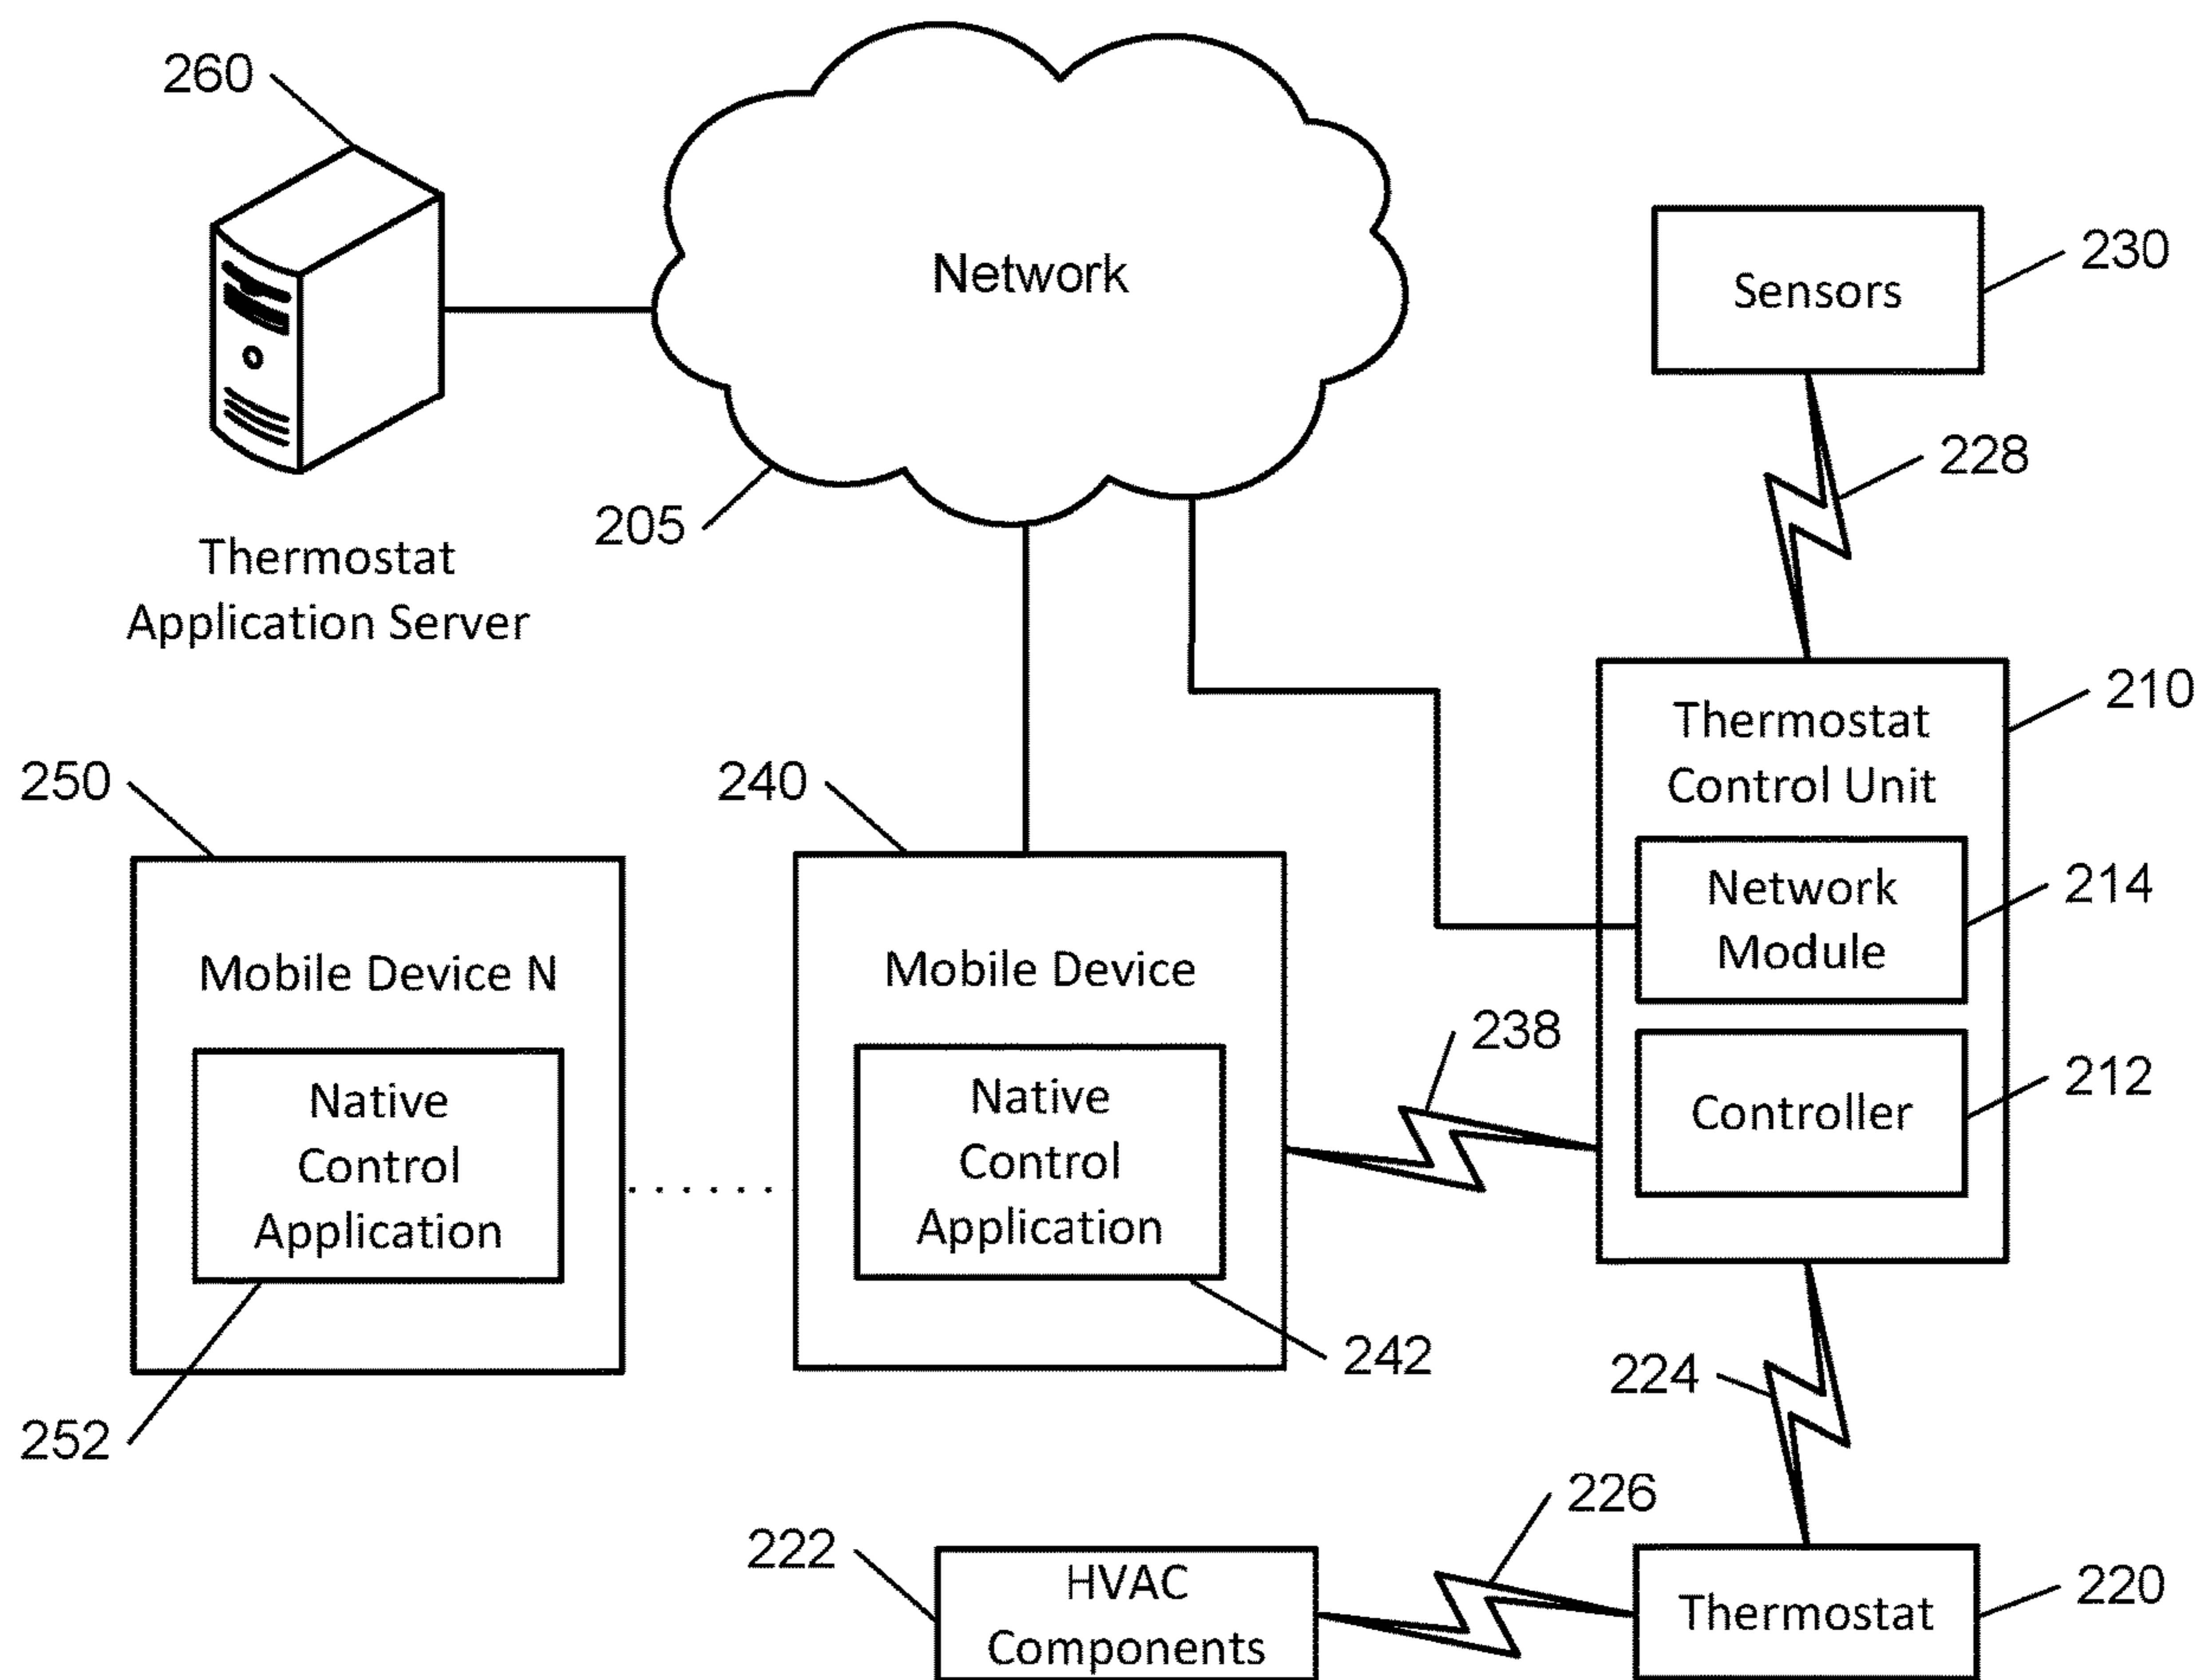 260
Network
Sensors
230
228
205
Thermostat
Application Server
210
Thermostat
Control Unit
250
240
Network
Module
214
Mobile Device N
Mobile Device
238
Native
Control
Application
Native
Control
Application
Controller
212
242
224
252
226
222
HVAC
Components
Thermostat
220